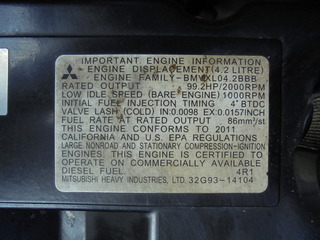 IMPORTANT ENGINE INFORMATION
ENGINE DISPLACEMENT(4.2 LITRE)
ENGINE FAMILY-BMVXL04.2BBB
RATED OUTPUT 99.2HP/2000RPM
LOW IDLE SPEED (BARE ENGINE) 1000RPM
INITIAL FUEL INJECTION TIMING 4°BTDC
VALVE LASH (COLD) IN:0.0098 EX:0.0157INCH
FUEL RATE AT RATED OUTPUT 86mm³/st
THIS ENGINE CONFORMS TO 2011
CALIFORNIA AND U.S. EPA REGULATIONS
LARGE NONROAD AND STATIONARY COMPRESSION-IGNITION
ENGINES. THIS ENGINE IS CERTIFIED
TO OPERATE ON COMMERCIALLY AVAILABLE
DIESEL FUEL. 4R1
MITSUBISHI HEAVY INDUSTRIES, LTD. 32G93-14104